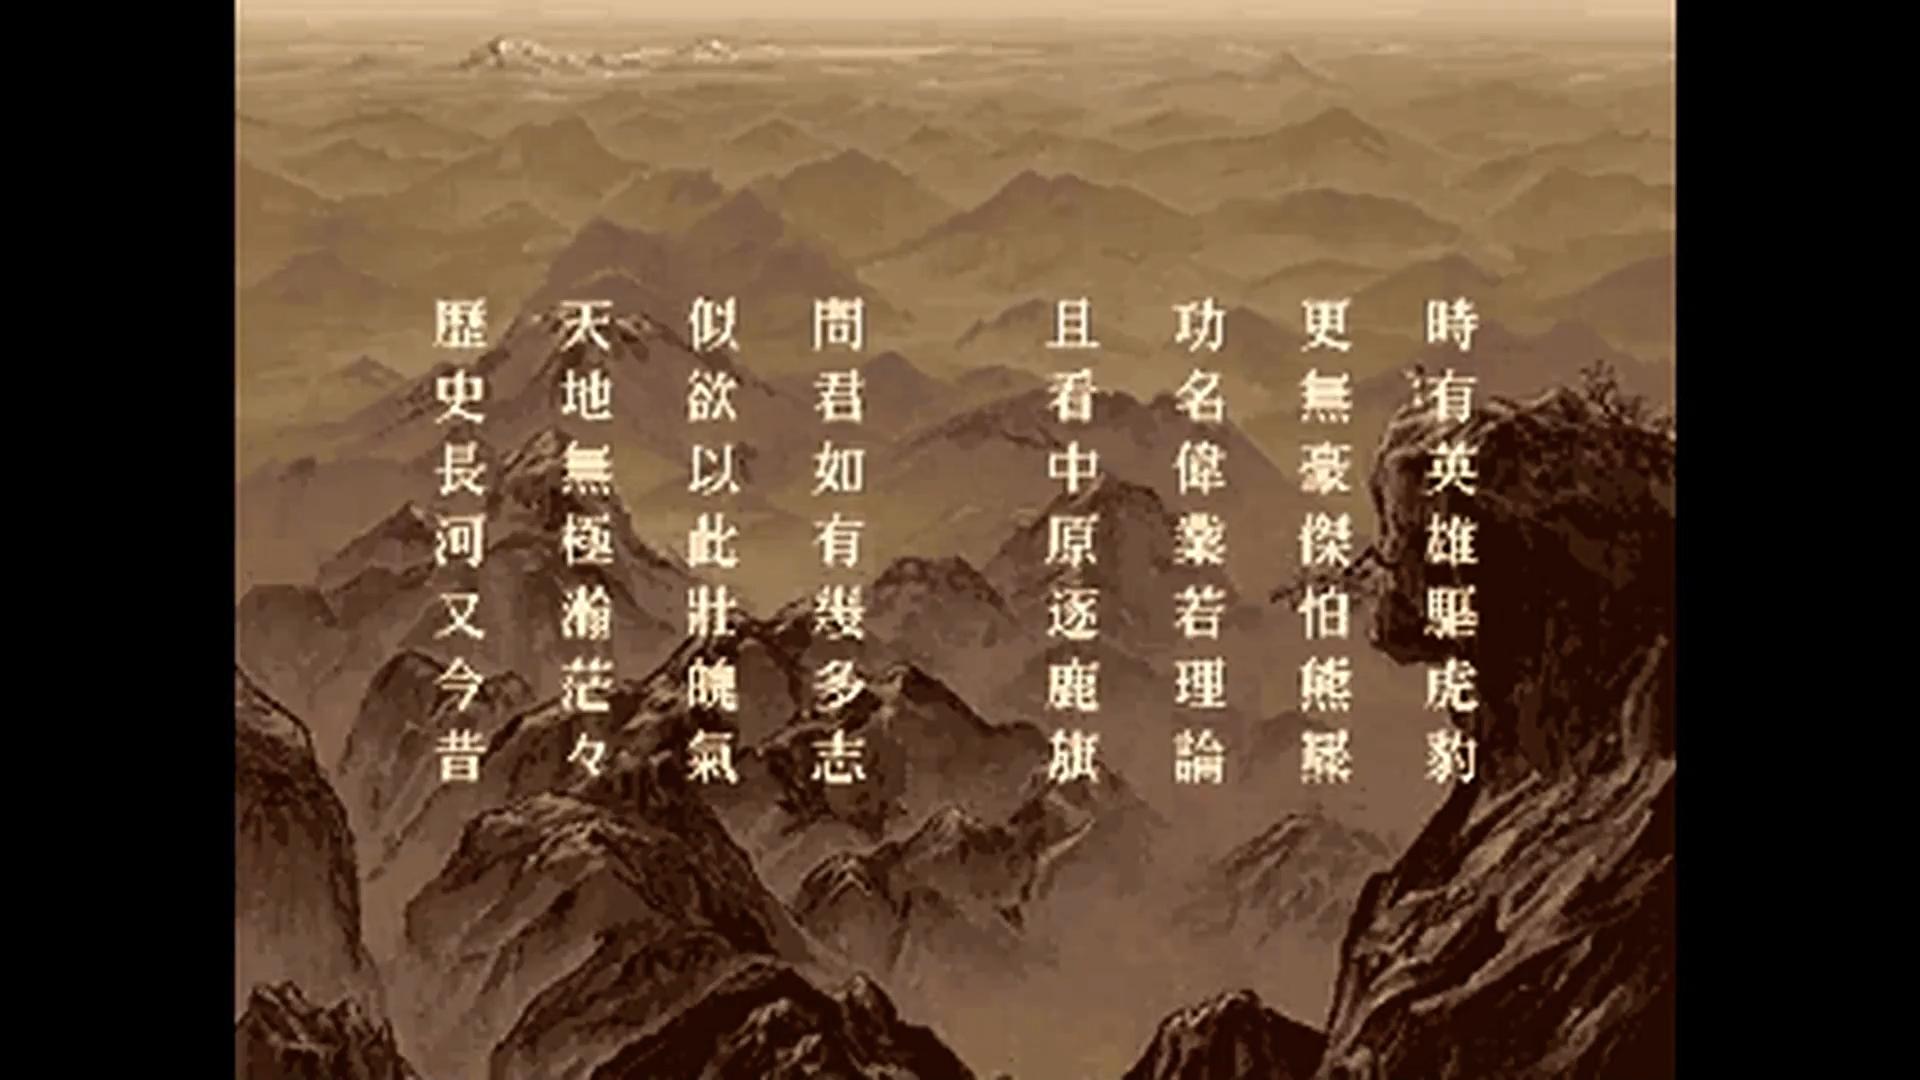 時有英雄驅虎豹
更無豪傑怕熊羆
功名偉業若理論
且看中原逐鹿旗
問君如有幾多志
似欲以此壯魄氣
天地無極瀚茫々
歷史長河又今昔